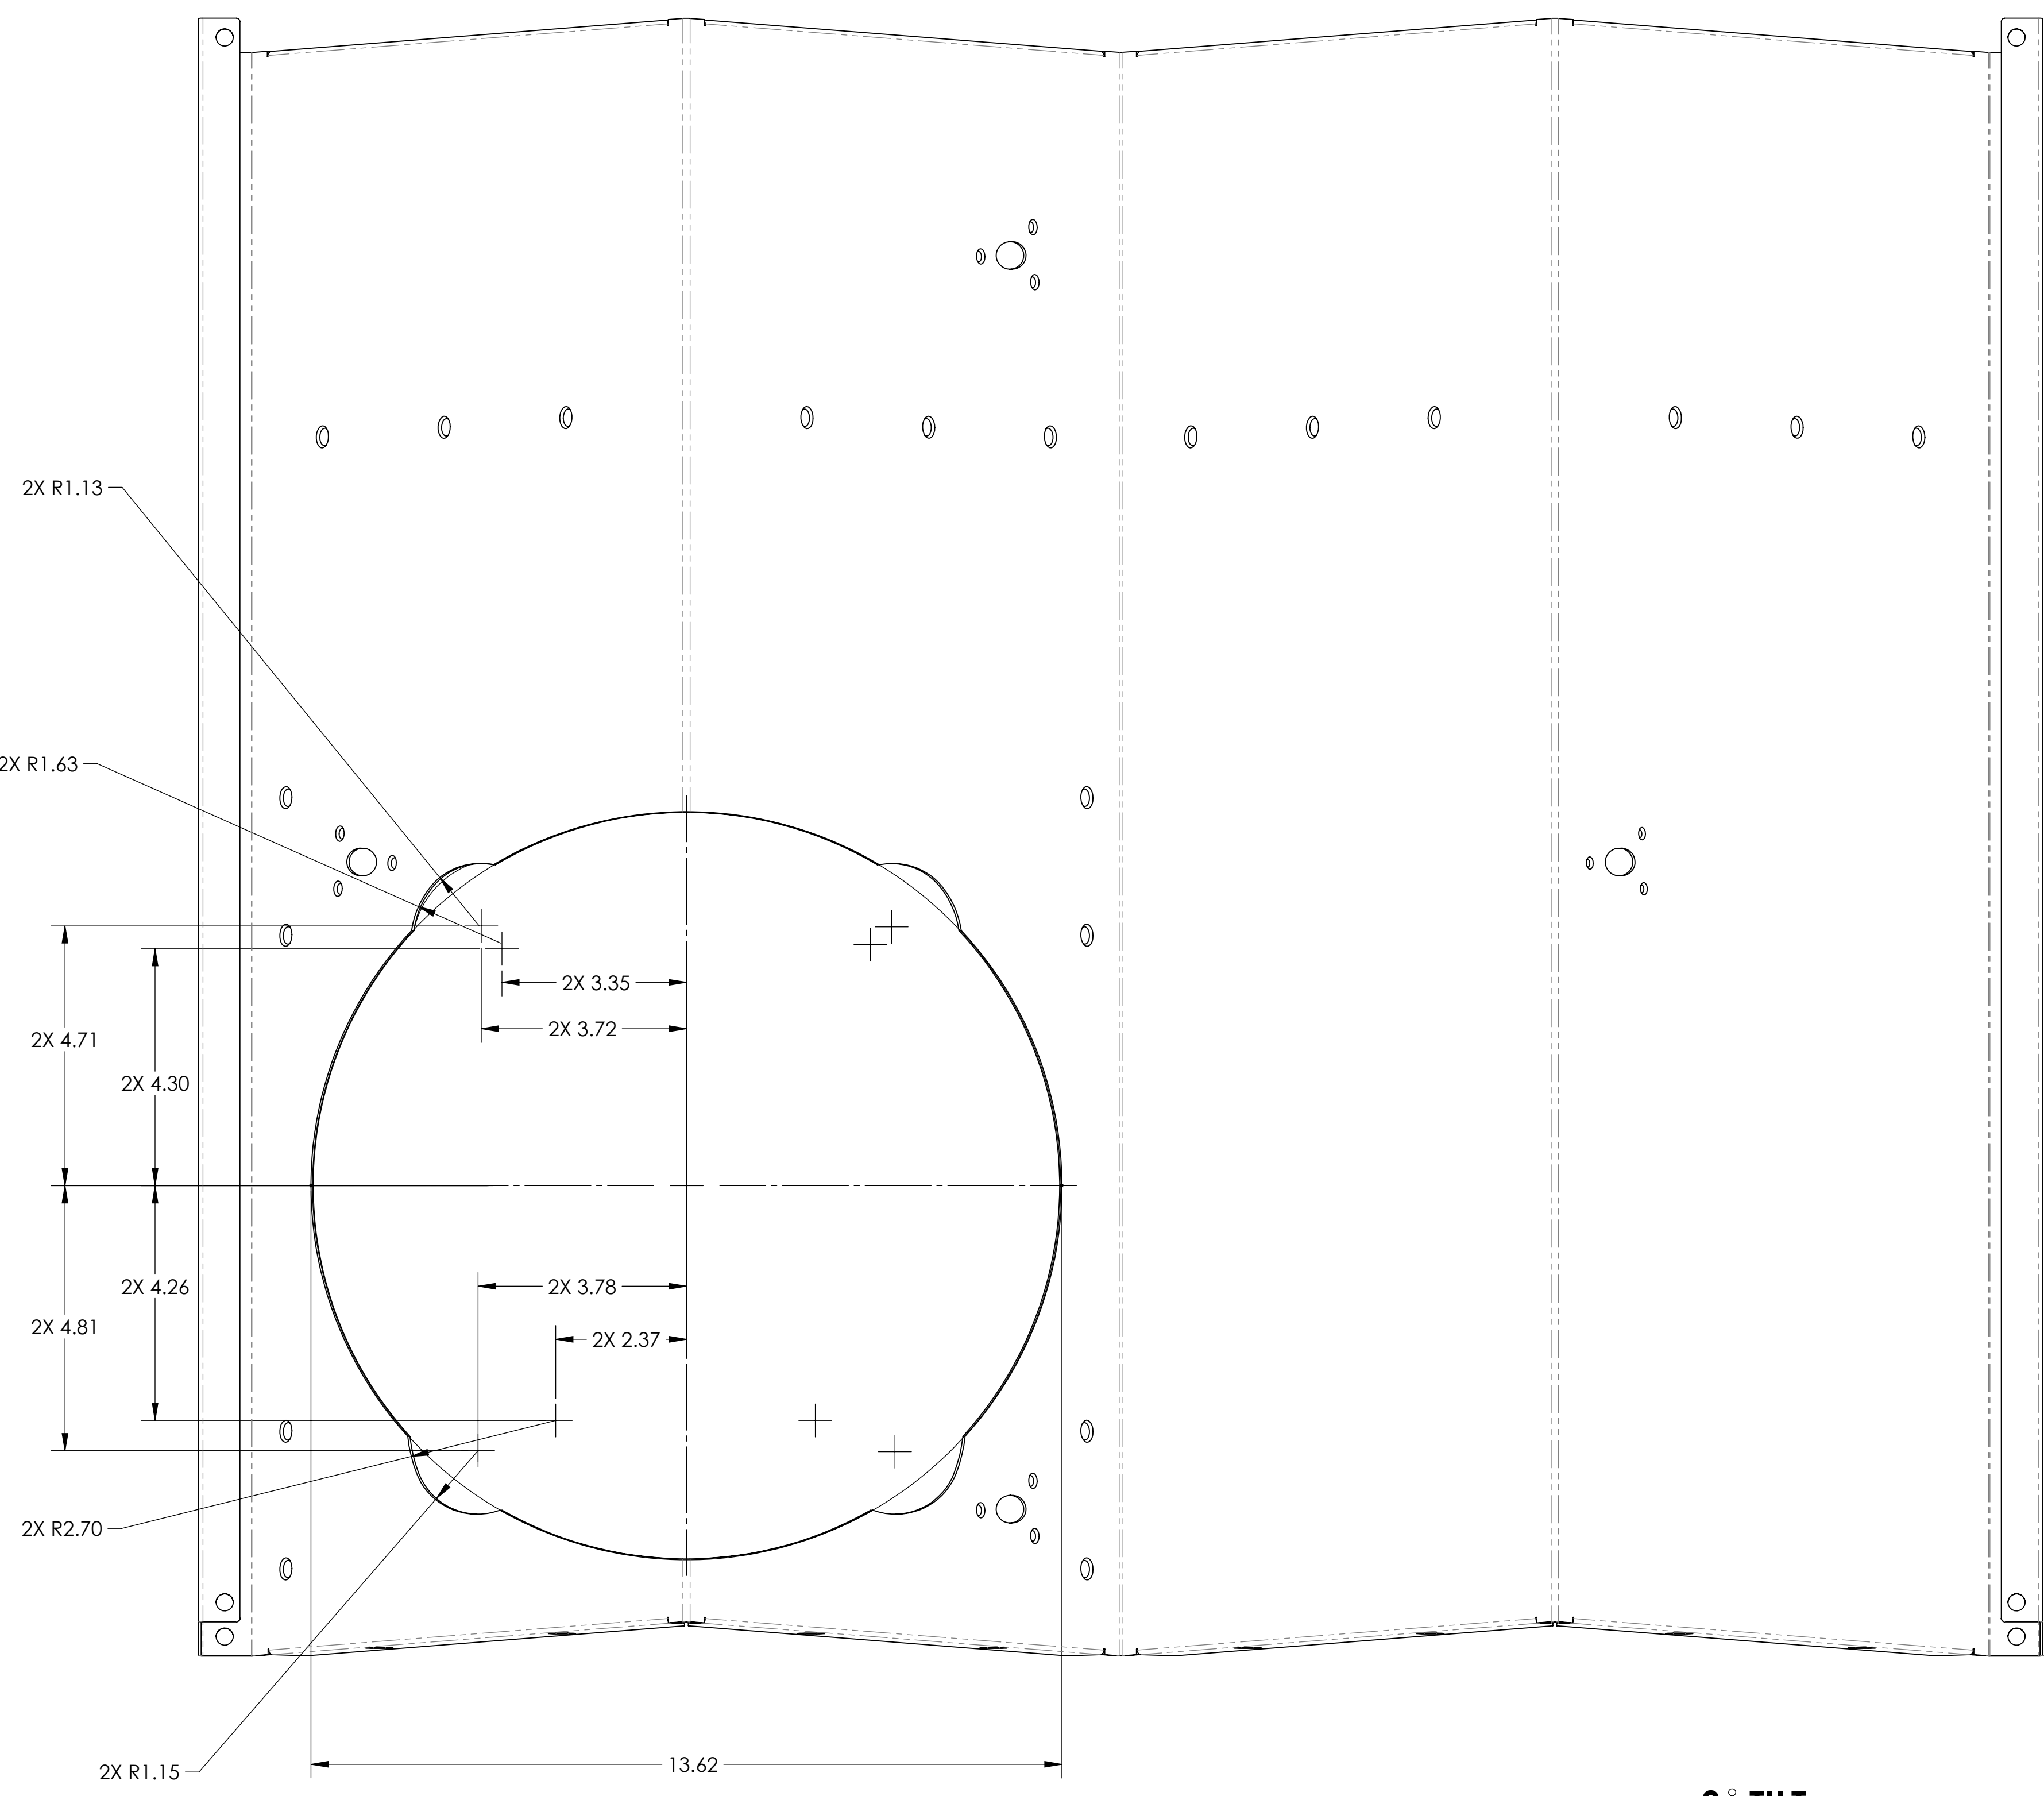 2X R1.13
2X R1.63
2X 3.35
2X 3.72
2X 4.71
2X 4.30
2X 3.78
2X 4.26
2X 4.81
2X 2.37
2X R2.70
13.62
2X R1.15
° TILT